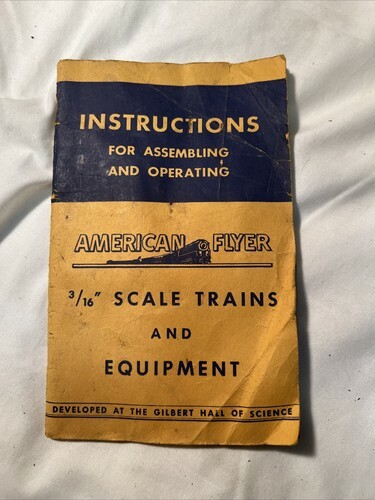 INSTRUCTIONS
FOR ASSEMBLING
AND OPERATING
AMERICAN FLYER
3/16" SCALE TRAINS
AND
EQUIPMENT
DEVELOPED AT THE GILBERT HALL OF SCIENCE